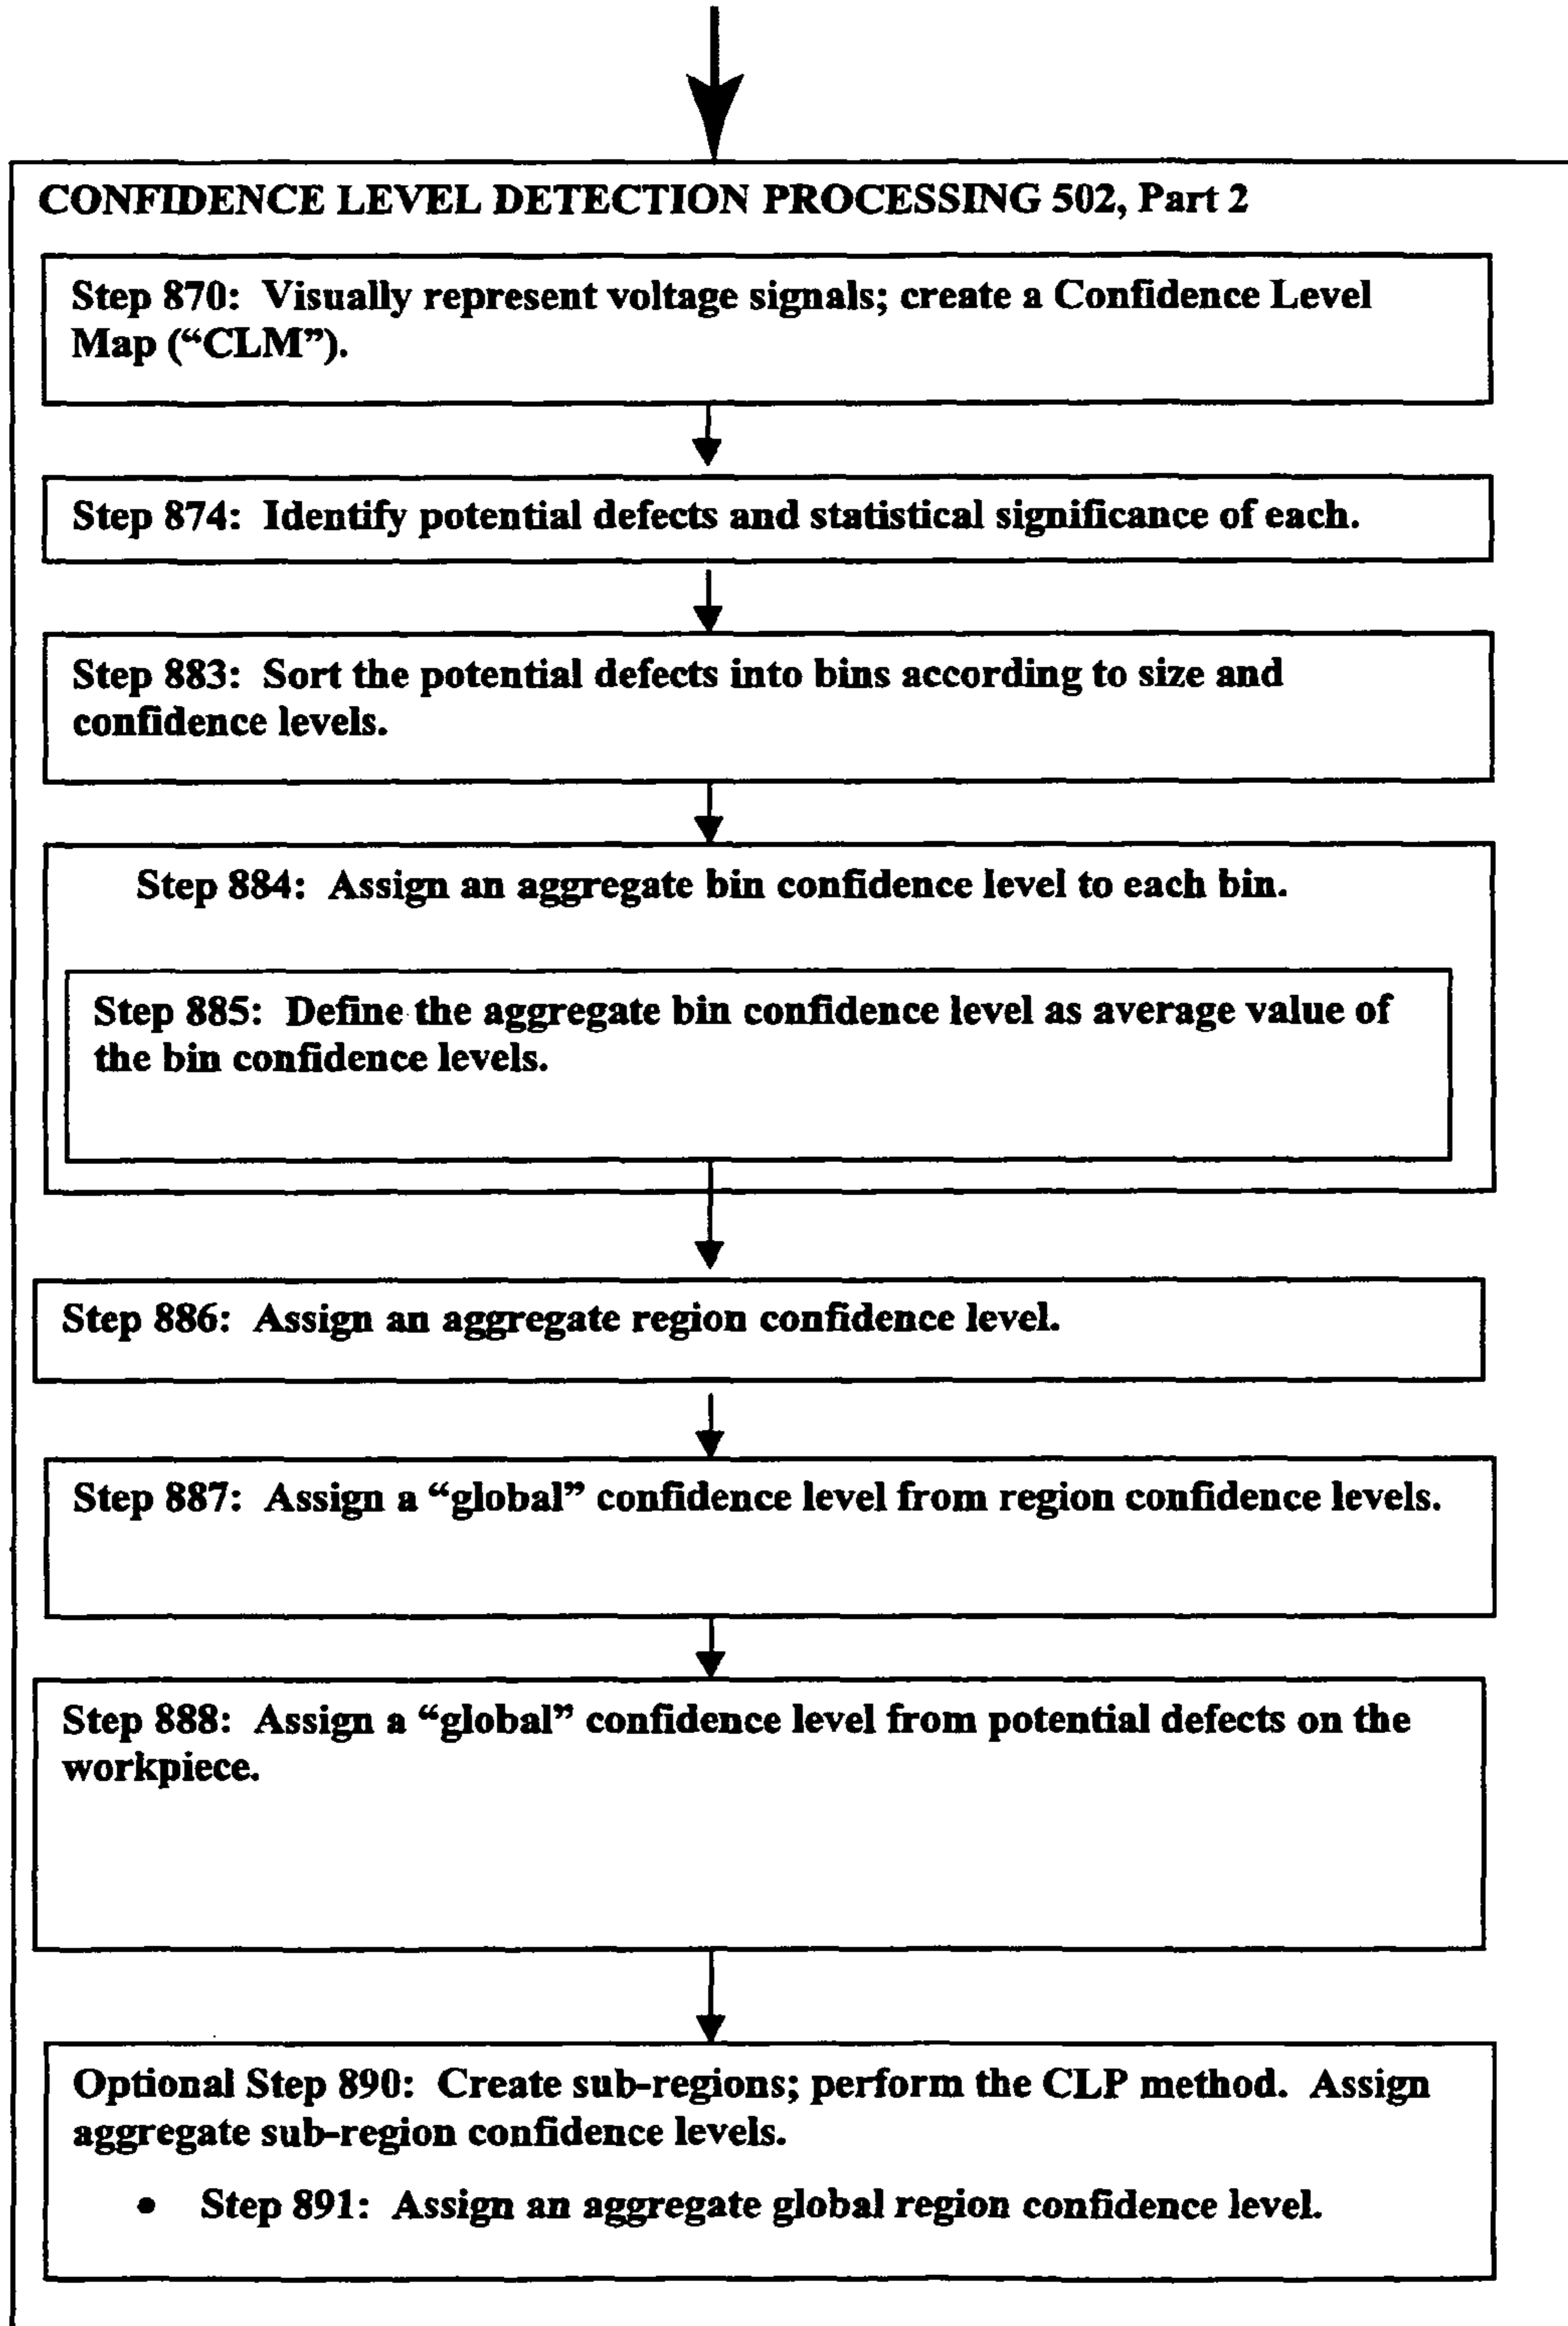 CONFIDENCE LEVEL DETECTION PROCESSING 502, Part 2
Step 870: Visually represent voltage signals; create a Confidence Level
Map (“CLM”).
Step 874: Identify potential defects and statistical significance of each.
Step 883: Sort the potential defects into bins according to size and
confidence levels.
Step 884: Assign an aggregate bin confidence level to each bin.
Step 885: Define the aggregate bin confidence level as average value of
the bin confidence levels.
Step 886: Assign an aggregate region confidence level.
Step 887: Assign a “global” confidence level from region confidence levels.
Step 888: Assign a “global” confidence level from potential defects on the
workpiece.
Optional Step 890: Create sub-regions; perform the CLP method. Assign
aggregate sub-region confidence levels.
• Step 891: Assign an aggregate global region confidence level.